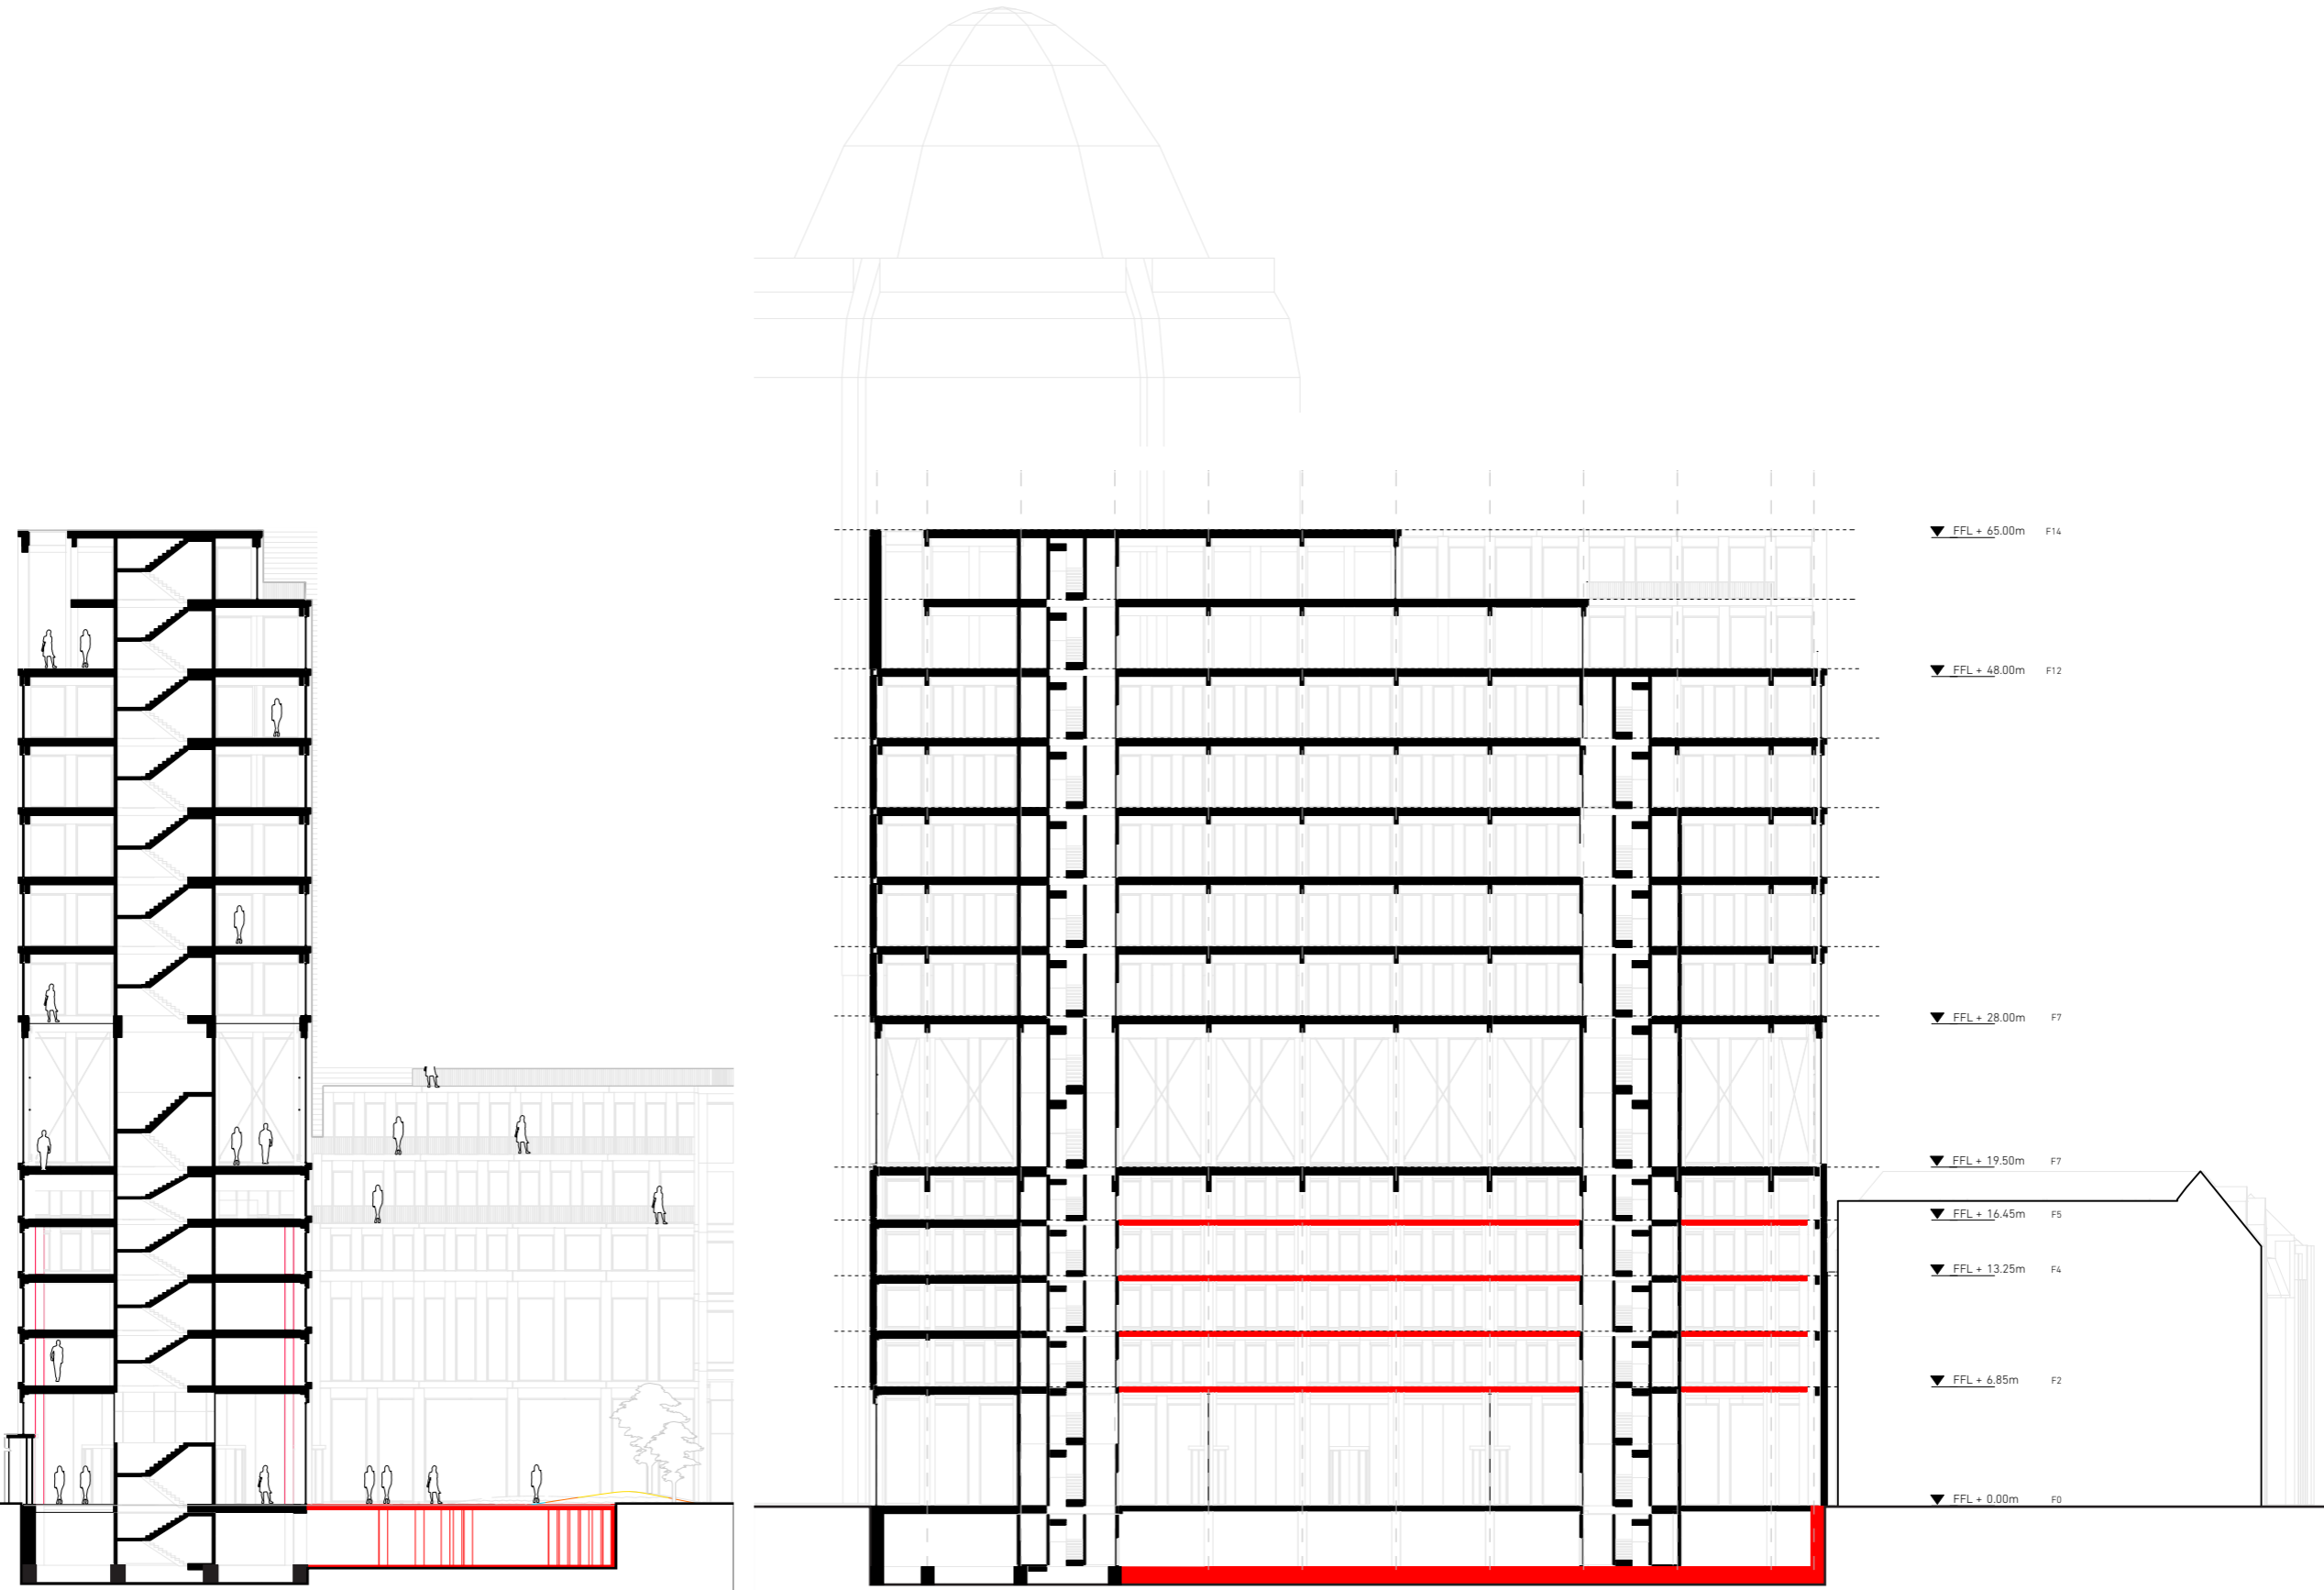 FFL + 65.00m F14
FFL + 48.00m F12
FFL + 28.00m F7
FFL + 19.50m F7
FFL + 16.45m F5
FFL + 13.25m F4
FFL + 6.85m F2
FFL + 0.00m F0